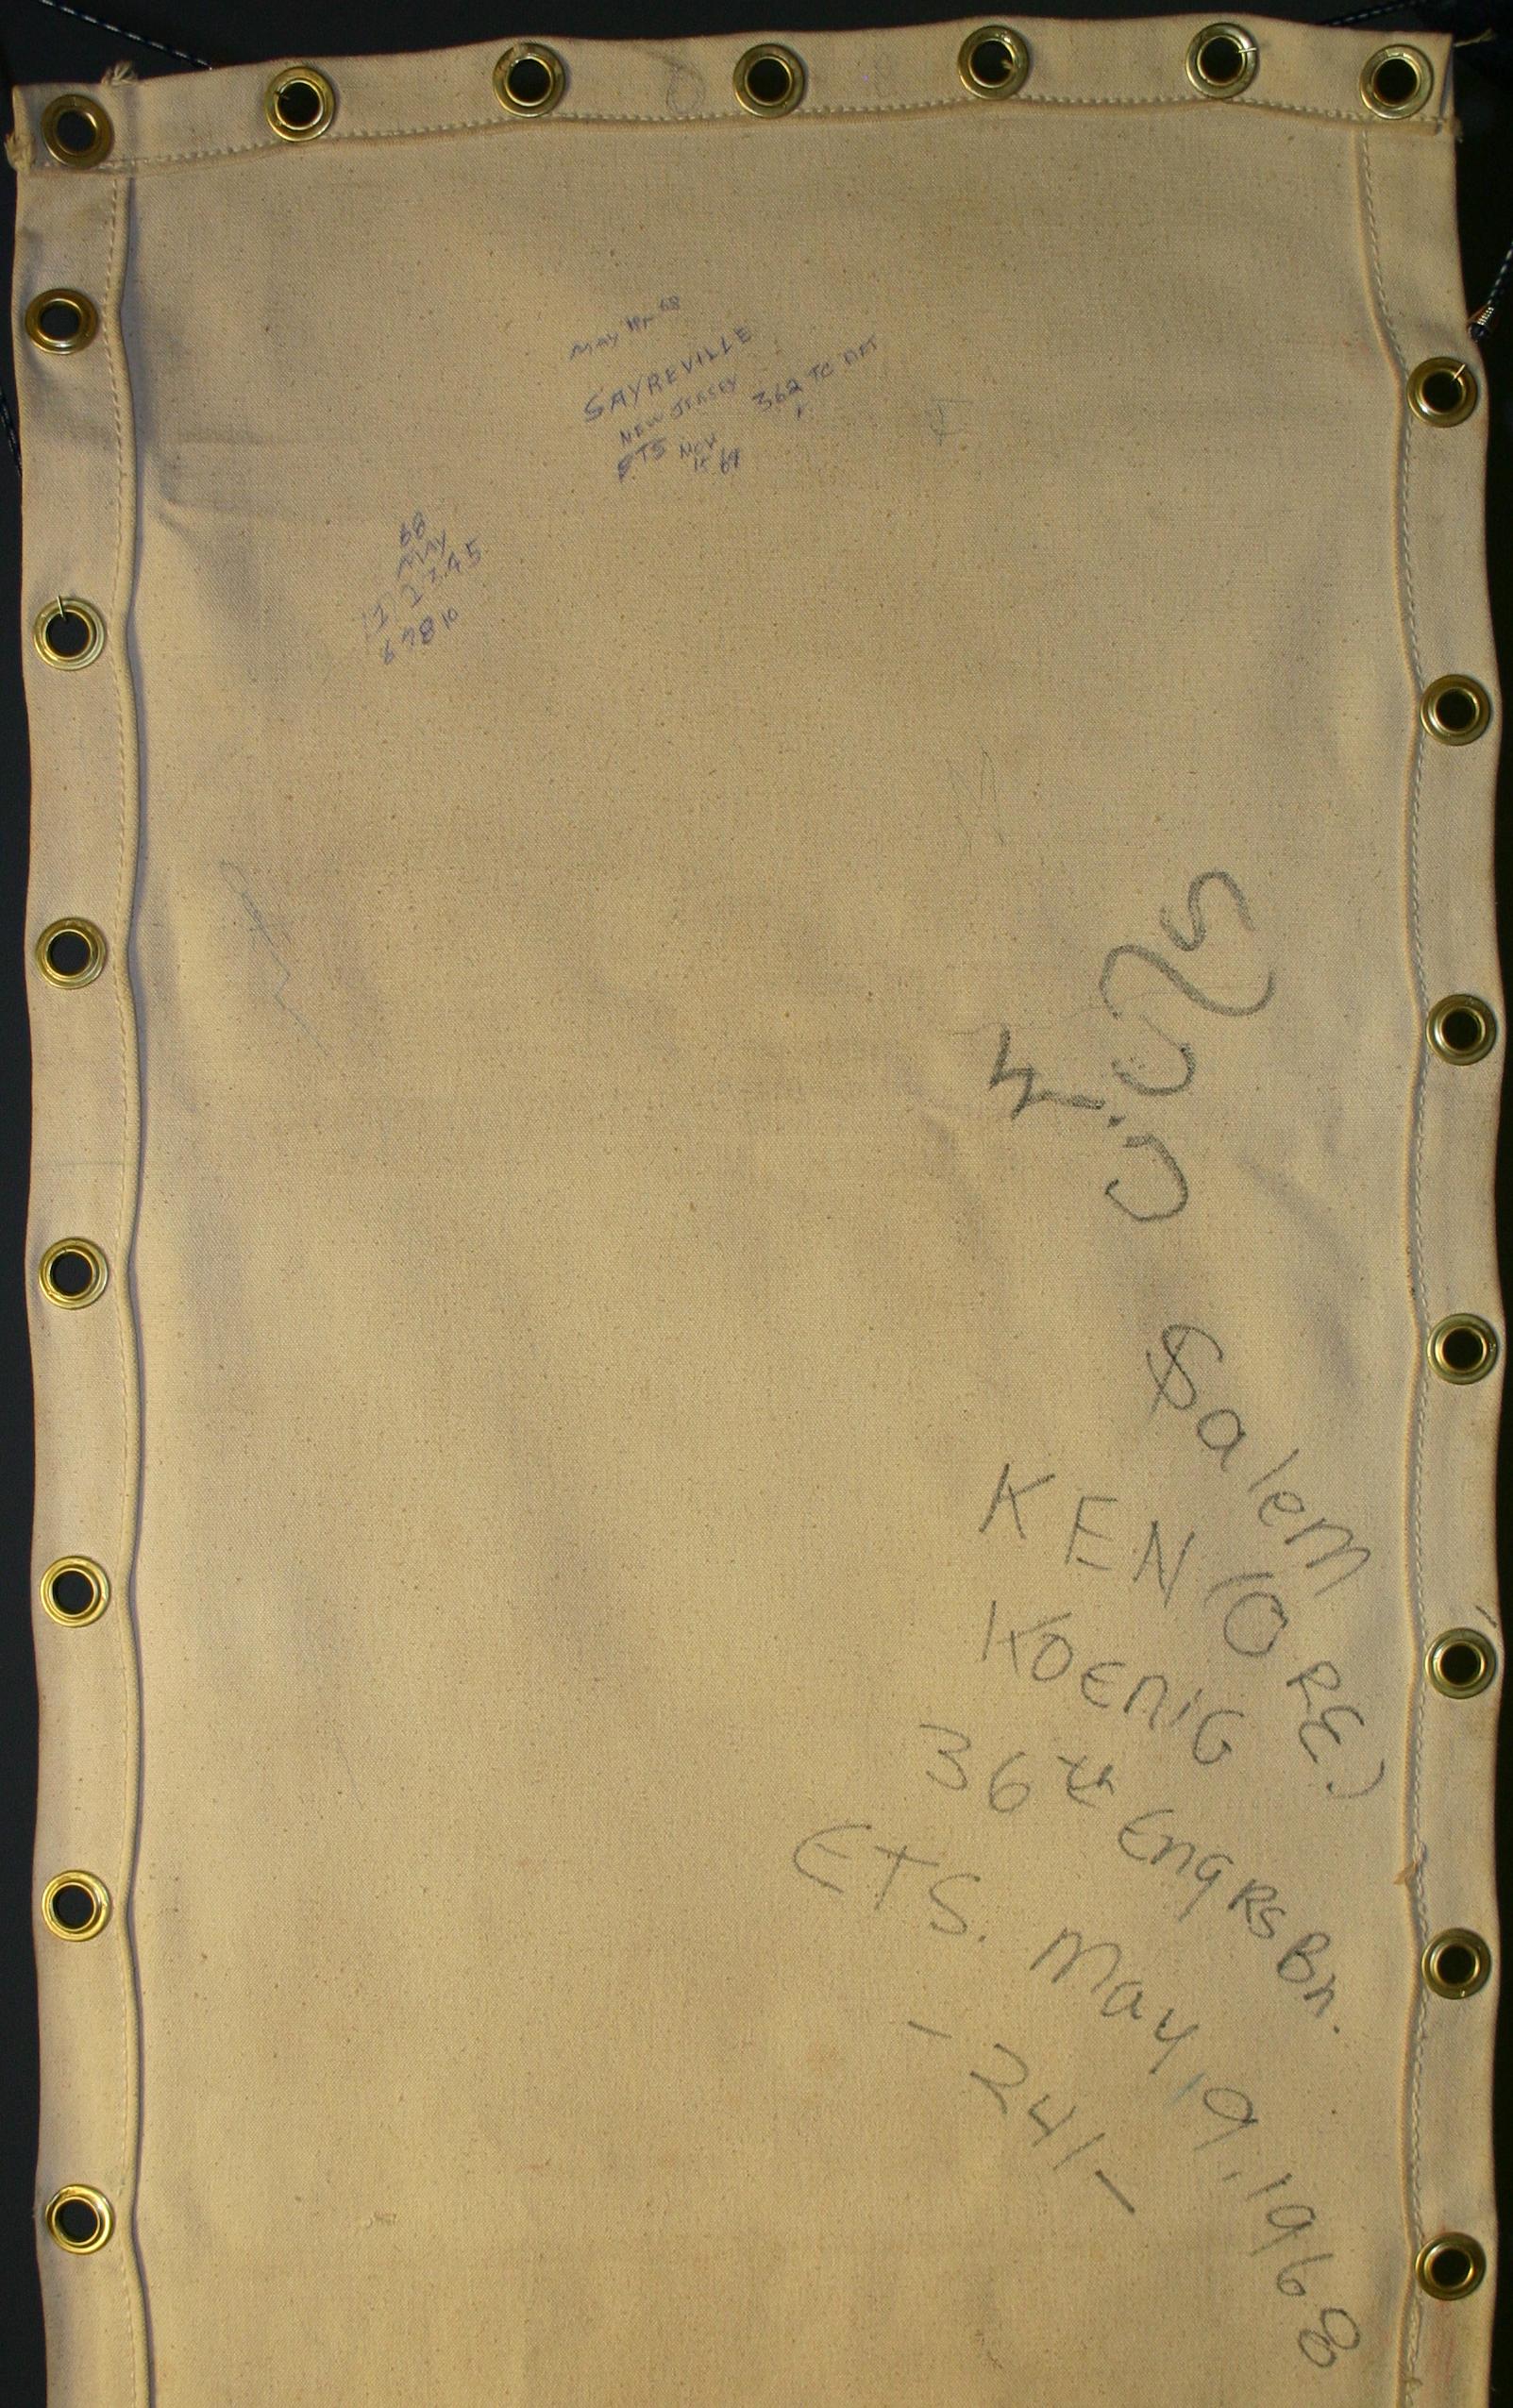 May 68
SAYREVILLE
NEW JERSEY
362 TC DET
ETS NOV
15 69
68
MAY
1 2 3 4 5
6 7 8 10
Salem
(ORE)
KEN
KOENIG
36th EngRs Bn.
ETS. May 19, 1968
-241-